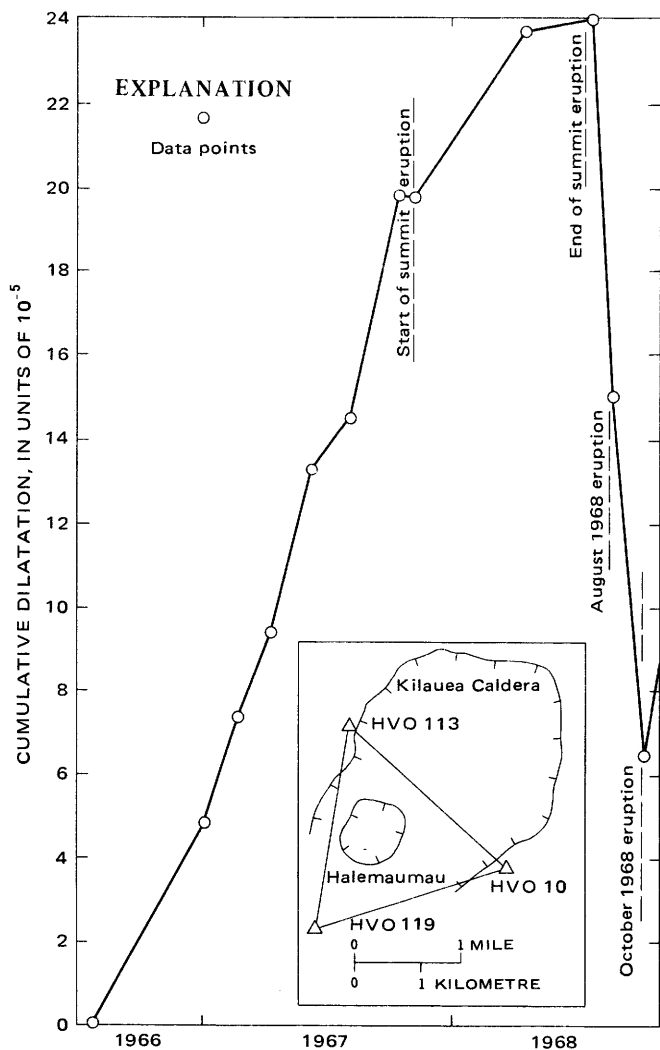 24
22
20
18
16
14
12
10
8
6
4
2
0
CUMULATIVE DILATATION, IN UNITS OF 10⁻⁵
EXPLANATION
Data points
Start of summit eruption
End of summit eruption
August 1968 eruption
October 1968 eruption
Kilauea Caldera
HVO 113
Halemaumau
HVO 10
HVO 119
0 1 MILE
0 1 KILOMETRE
1966 1967 1968